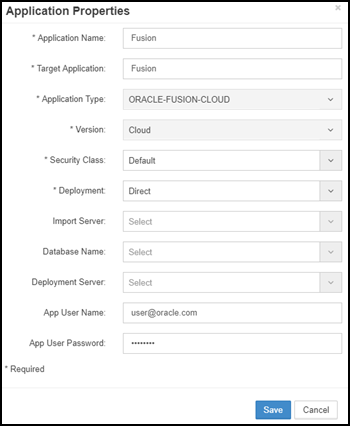 Application Properties ×
* Application Name: Fusion
* Target Application: Fusion
* Application Type: ORACLE-FUSION-CLOUD
* Version: Cloud
* Security Class: Default
* Deployment: Direct
Import Server: Select
Database Name: Select
Deployment Server: Select
App User Name: user@oracle.com
App User Password: ••••••••
* Required
Save Cancel